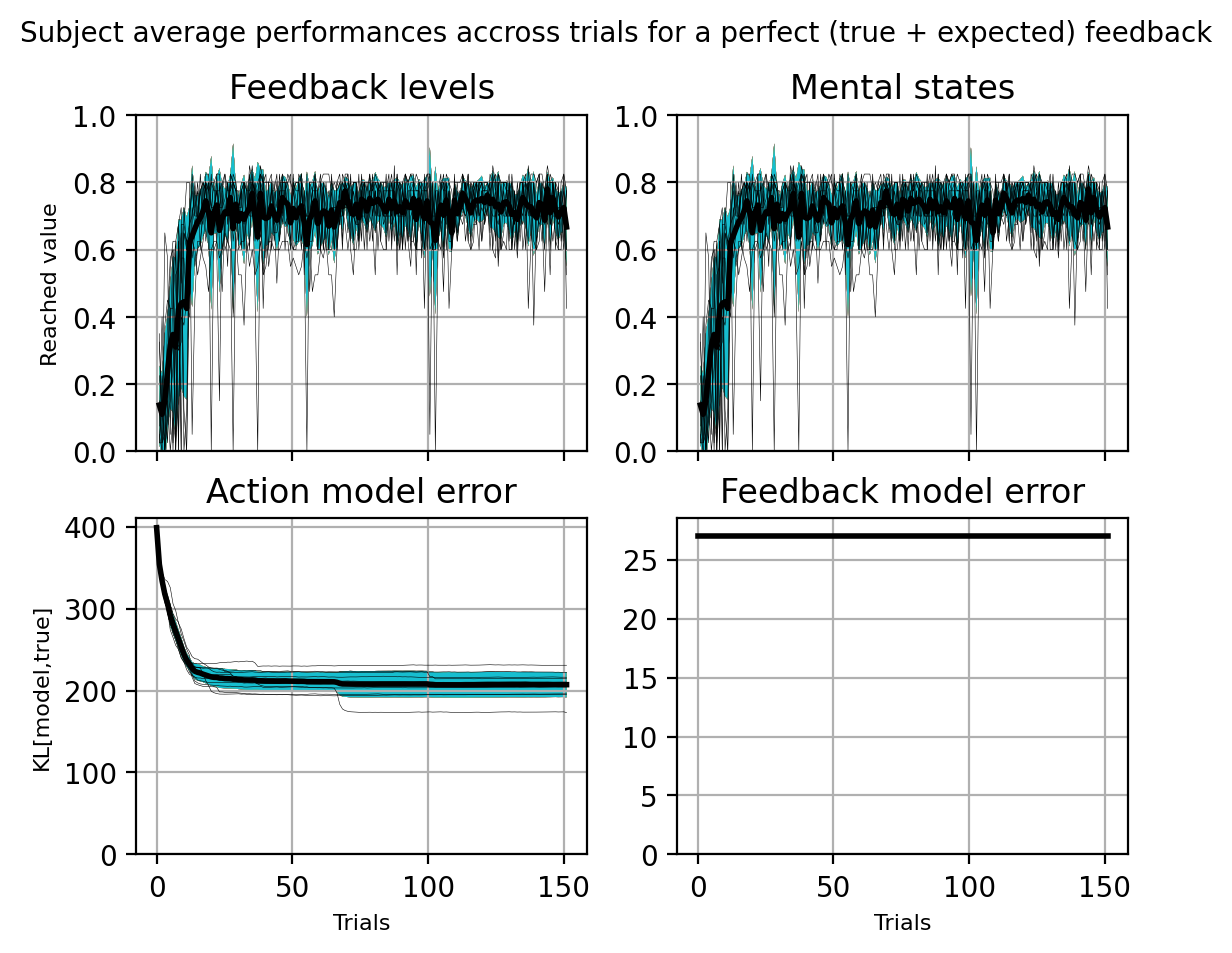 Subject average performances accross trials for a perfect (true + expected) feedback
Feedback levels
Mental states
1.0
0.8
0.6
0.4
0.2
0.0
Reached value
1.0
0.8
0.6
0.4
0.2
0.0
Action model error
Feedback model error
400
300
200
100
0
KL[model,true]
25
20
15
10
5
0
0 50 100 150
0 50 100 150
Trials
Trials